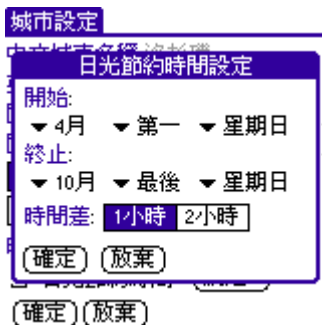 城市設定
日光節約時間設定
開始:
4月 第一 星期日
終止:
10月 最後 星期日
時間差: 1小時 2小時
確定 放棄
確定 放棄